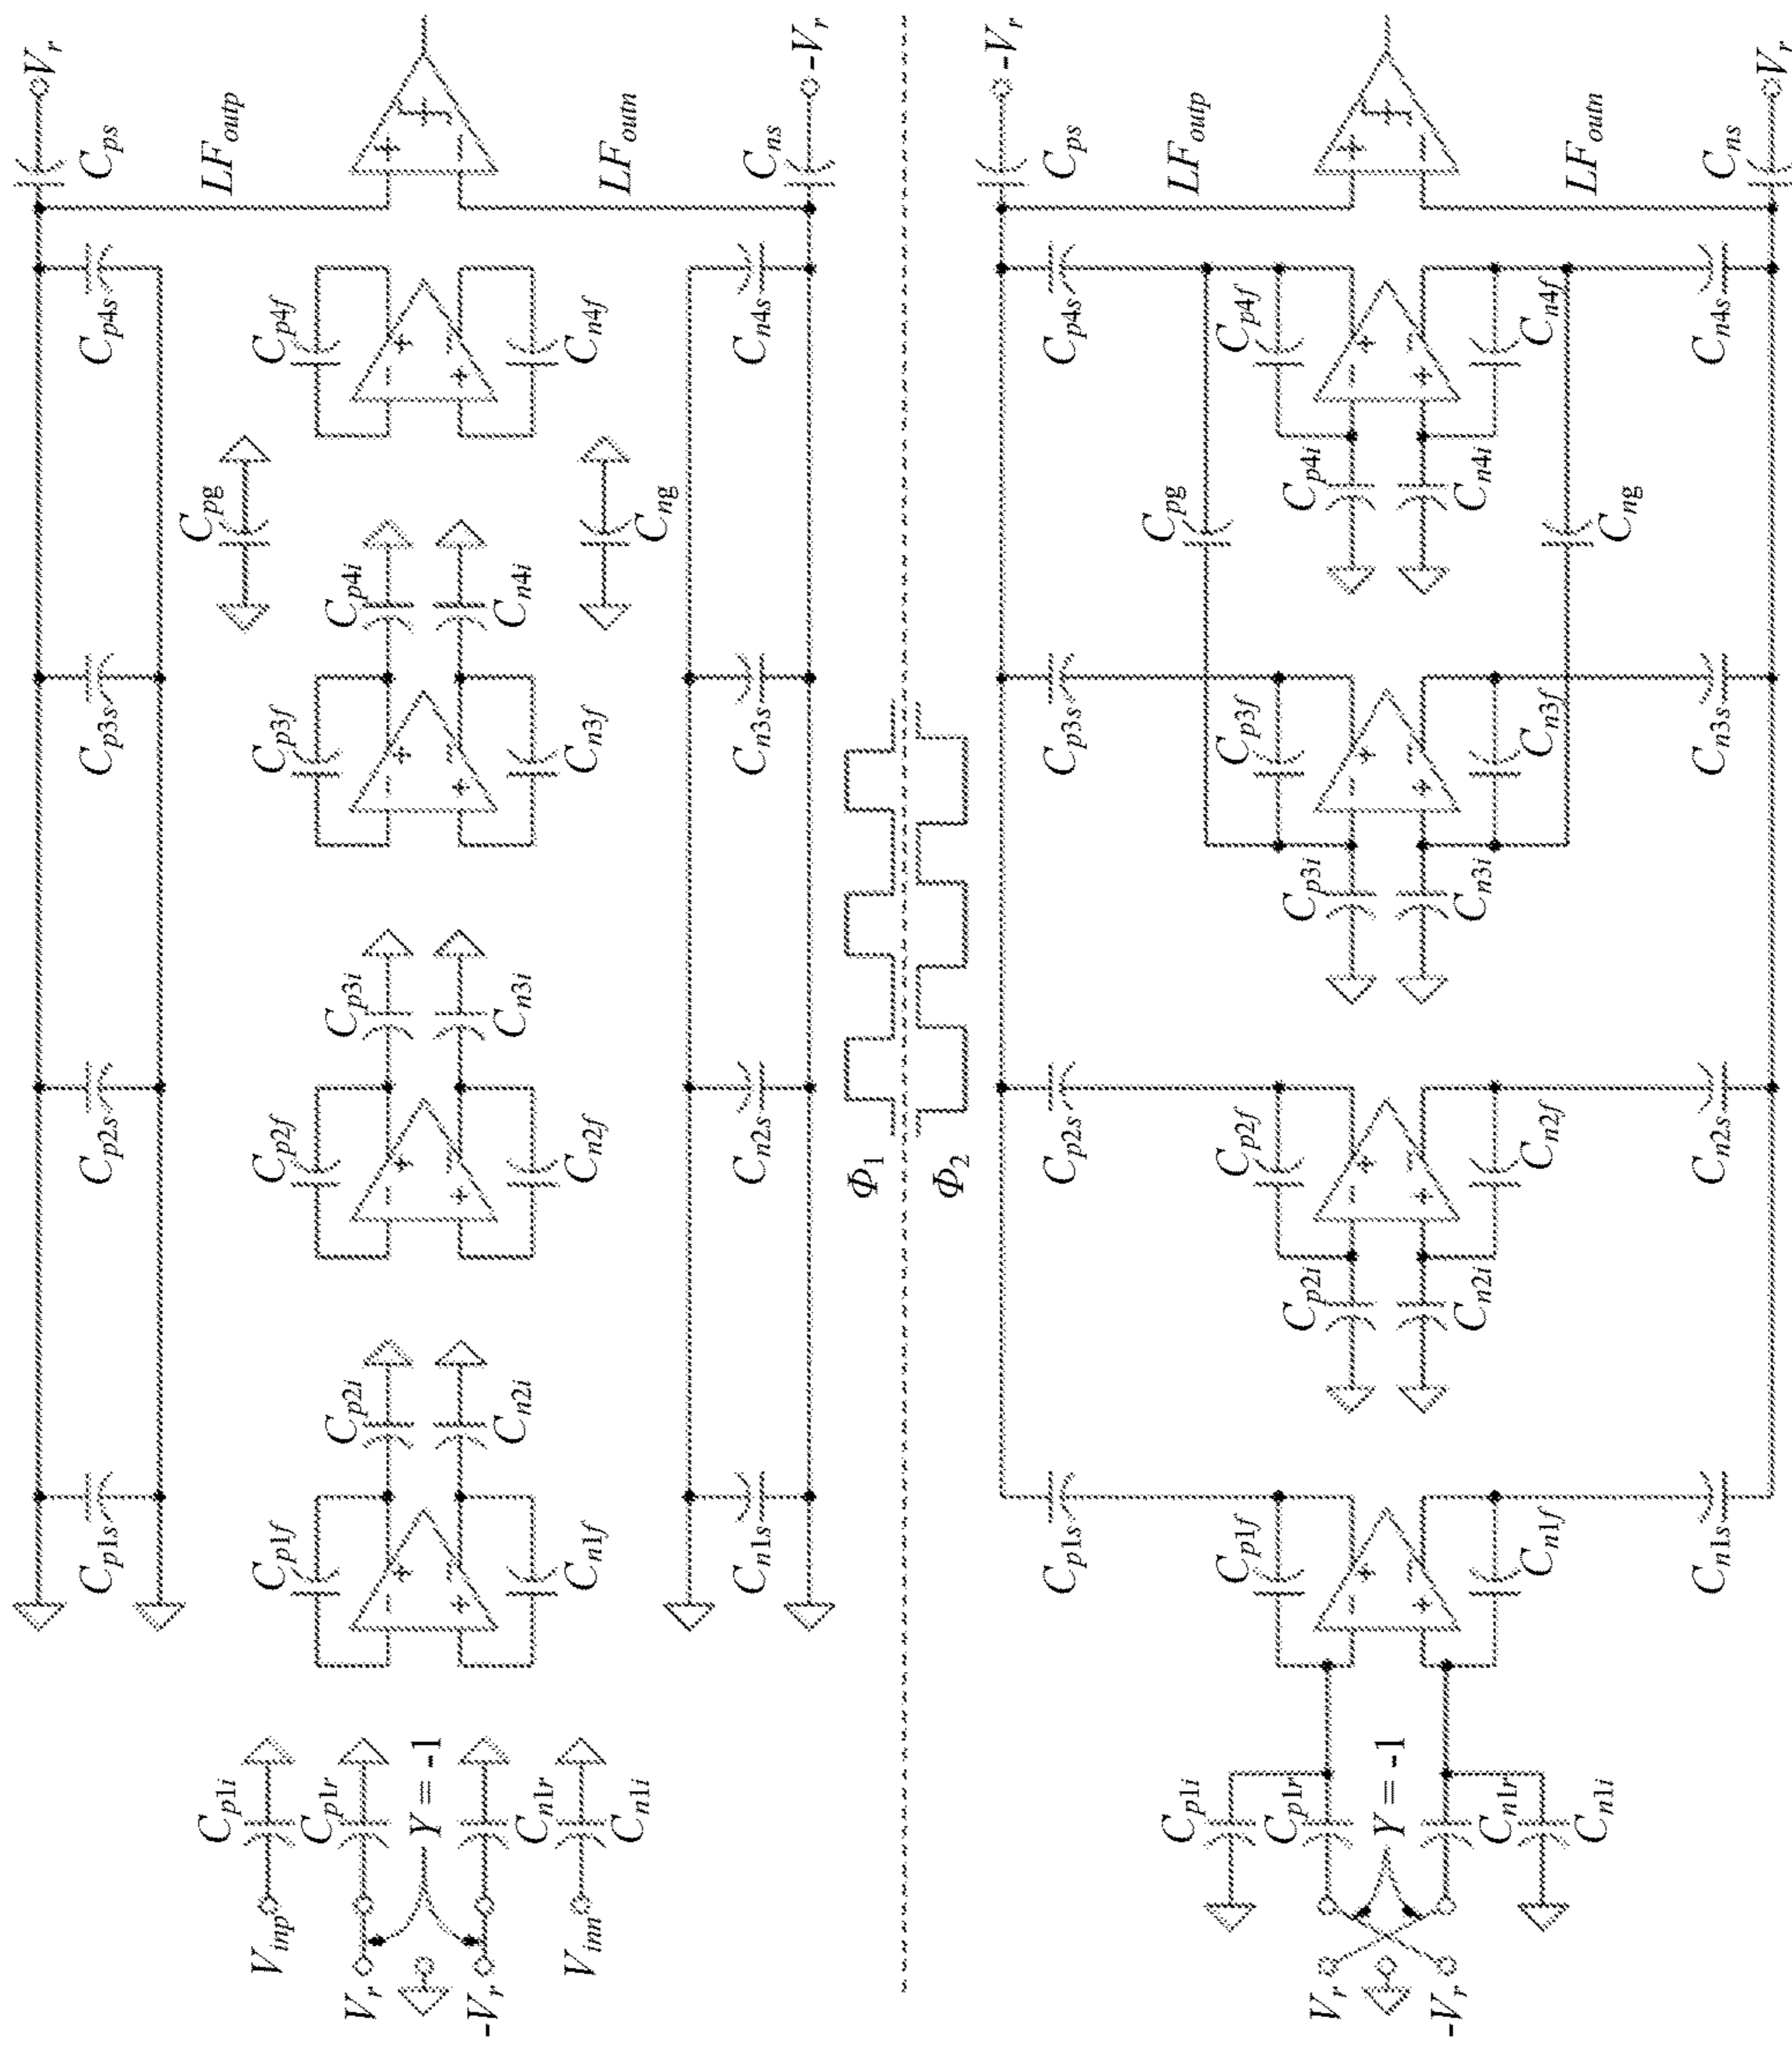 V_r
C_ps
LF_outp
LF_outn
C_ns
-V_r
C_p4s
C_p4f
C_n4f
C_n4s
C_pg
C_ng
C_p4i
C_n4i
C_p3s
C_p3f
C_n3f
C_n3s
C_p3i
C_n3i
C_p2s
C_p2f
C_n2f
C_n2s
C_p2i
C_n2i
C_p1s
C_p1f
C_n1f
C_n1s
C_p1i
C_p1r
Y = -1
C_n1r
C_n1i
V_inp
V_r
-V_r
V_inn
Φ_1
Φ_2
-V_r
C_ps
LF_outp
LF_outn
C_ns
V_r
C_p4s
C_p4f
C_n4f
C_n4s
C_p4i
C_n4i
C_pg
C_ng
C_p3s
C_p3f
C_n3f
C_n3s
C_p3i
C_n3i
C_p2s
C_p2f
C_n2f
C_n2s
C_p2i
C_n2i
C_p1s
C_p1f
C_n1f
C_n1s
C_p1i
C_p1r
Y = -1
C_n1r
C_n1i
V_r
-V_r